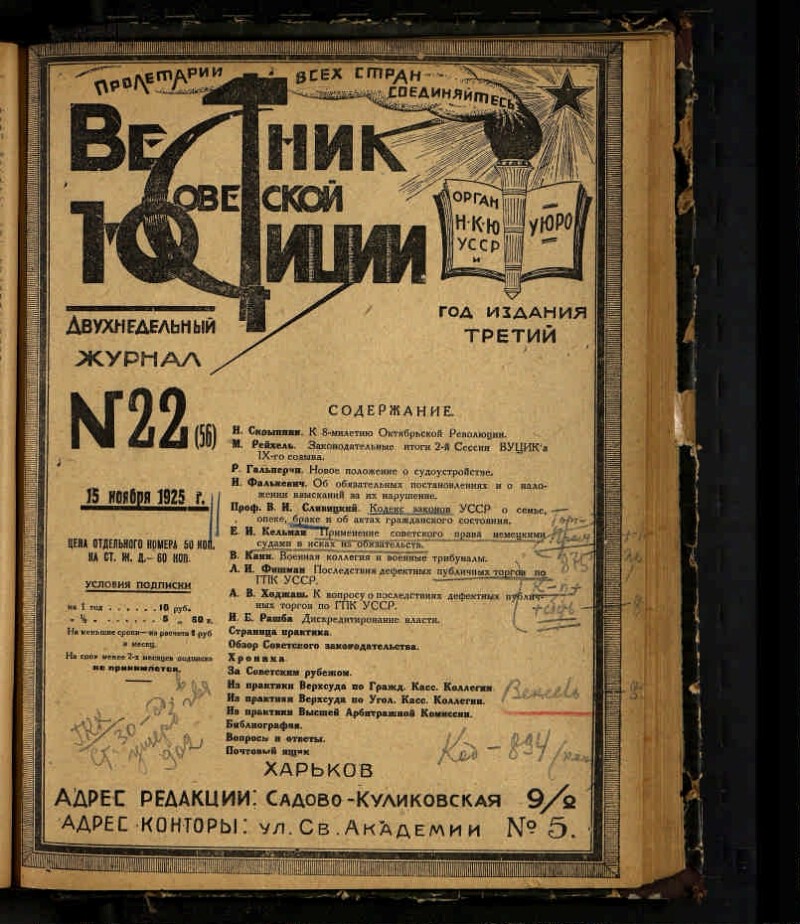 ПРОЛЕТАРИИ ВСЕХ СТРАН СОЕДИНЯЙТЕСЬ
ВЕСТНИК
СОВЕТСКОЙ
ЮСТИЦИИ
ОРГАН
Н·К·Ю
УССР
и
УЮРО
ДВУХНЕДЕЛЬНЫЙ
ЖУРНАЛ
ГОД ИЗДАНИЯ
ТРЕТИЙ
№22 (56)
15 ноября 1925 г.
ЦЕНА ОТДЕЛЬНОГО НОМЕРА 50 КОП.
НА СТ. Ж. Д.– 60 КОП.
УСЛОВИЯ ПОДПИСКИ
на 1 год . . . . . . 10 руб.
„ ½ „ . . . . . . . 5 „ 50 к.
На меньшие сроки—из расчета 1 руб
в месяц.
На срок менее 2-х месяцев подписка
не принимается.
СОДЕРЖАНИЕ.
Н. Скрыпник. К 8-милетию Октябрьской Революции.
М. Рейхель. Законодательные итоги 2-й Сессии ВУЦИК'а
IX-го созыва.
Р. Гальперин. Новое положение о судоустройстве.
И. Фалькевич. Об обязательных постановлениях и о нало-
жении взысканий за их нарушение.
Проф. В. И. Сливицкий. Кодекс законов УССР о семье,
опеке, браке и об актах гражданского состояния.
Е. И. Кельман Применение советского права немецкими
судами в исках из обязательств.
В. Канн. Военная коллегия и военные трибуналы.
Л. И. Фишман Последствия дефектных публичных торгов по
ГПК УССР.
А. В. Ходжаш. К вопросу о последствиях дефектных публич-
ных торгов по ГПК УССР.
И. Б. Рашба Дискредитирование власти.
Страница практика.
Обзор Советского законодательства.
Хроника
За Советским рубежом.
Из практики Верхсуда по Гражд. Касс. Коллегии
Из практики Верхсуда по Угол. Касс. Коллегии.
Из практики Высшей Арбитражной Комиссии.
Библиография.
Вопросы и ответы.
Почтовый ящик
ХАРЬКОВ
АДРЕС РЕДАКЦИИ: САДОВО-КУЛИКОВСКАЯ 9/2
АДРЕС КОНТОРЫ: УЛ. СВ. АКАДЕМИИ № 5.